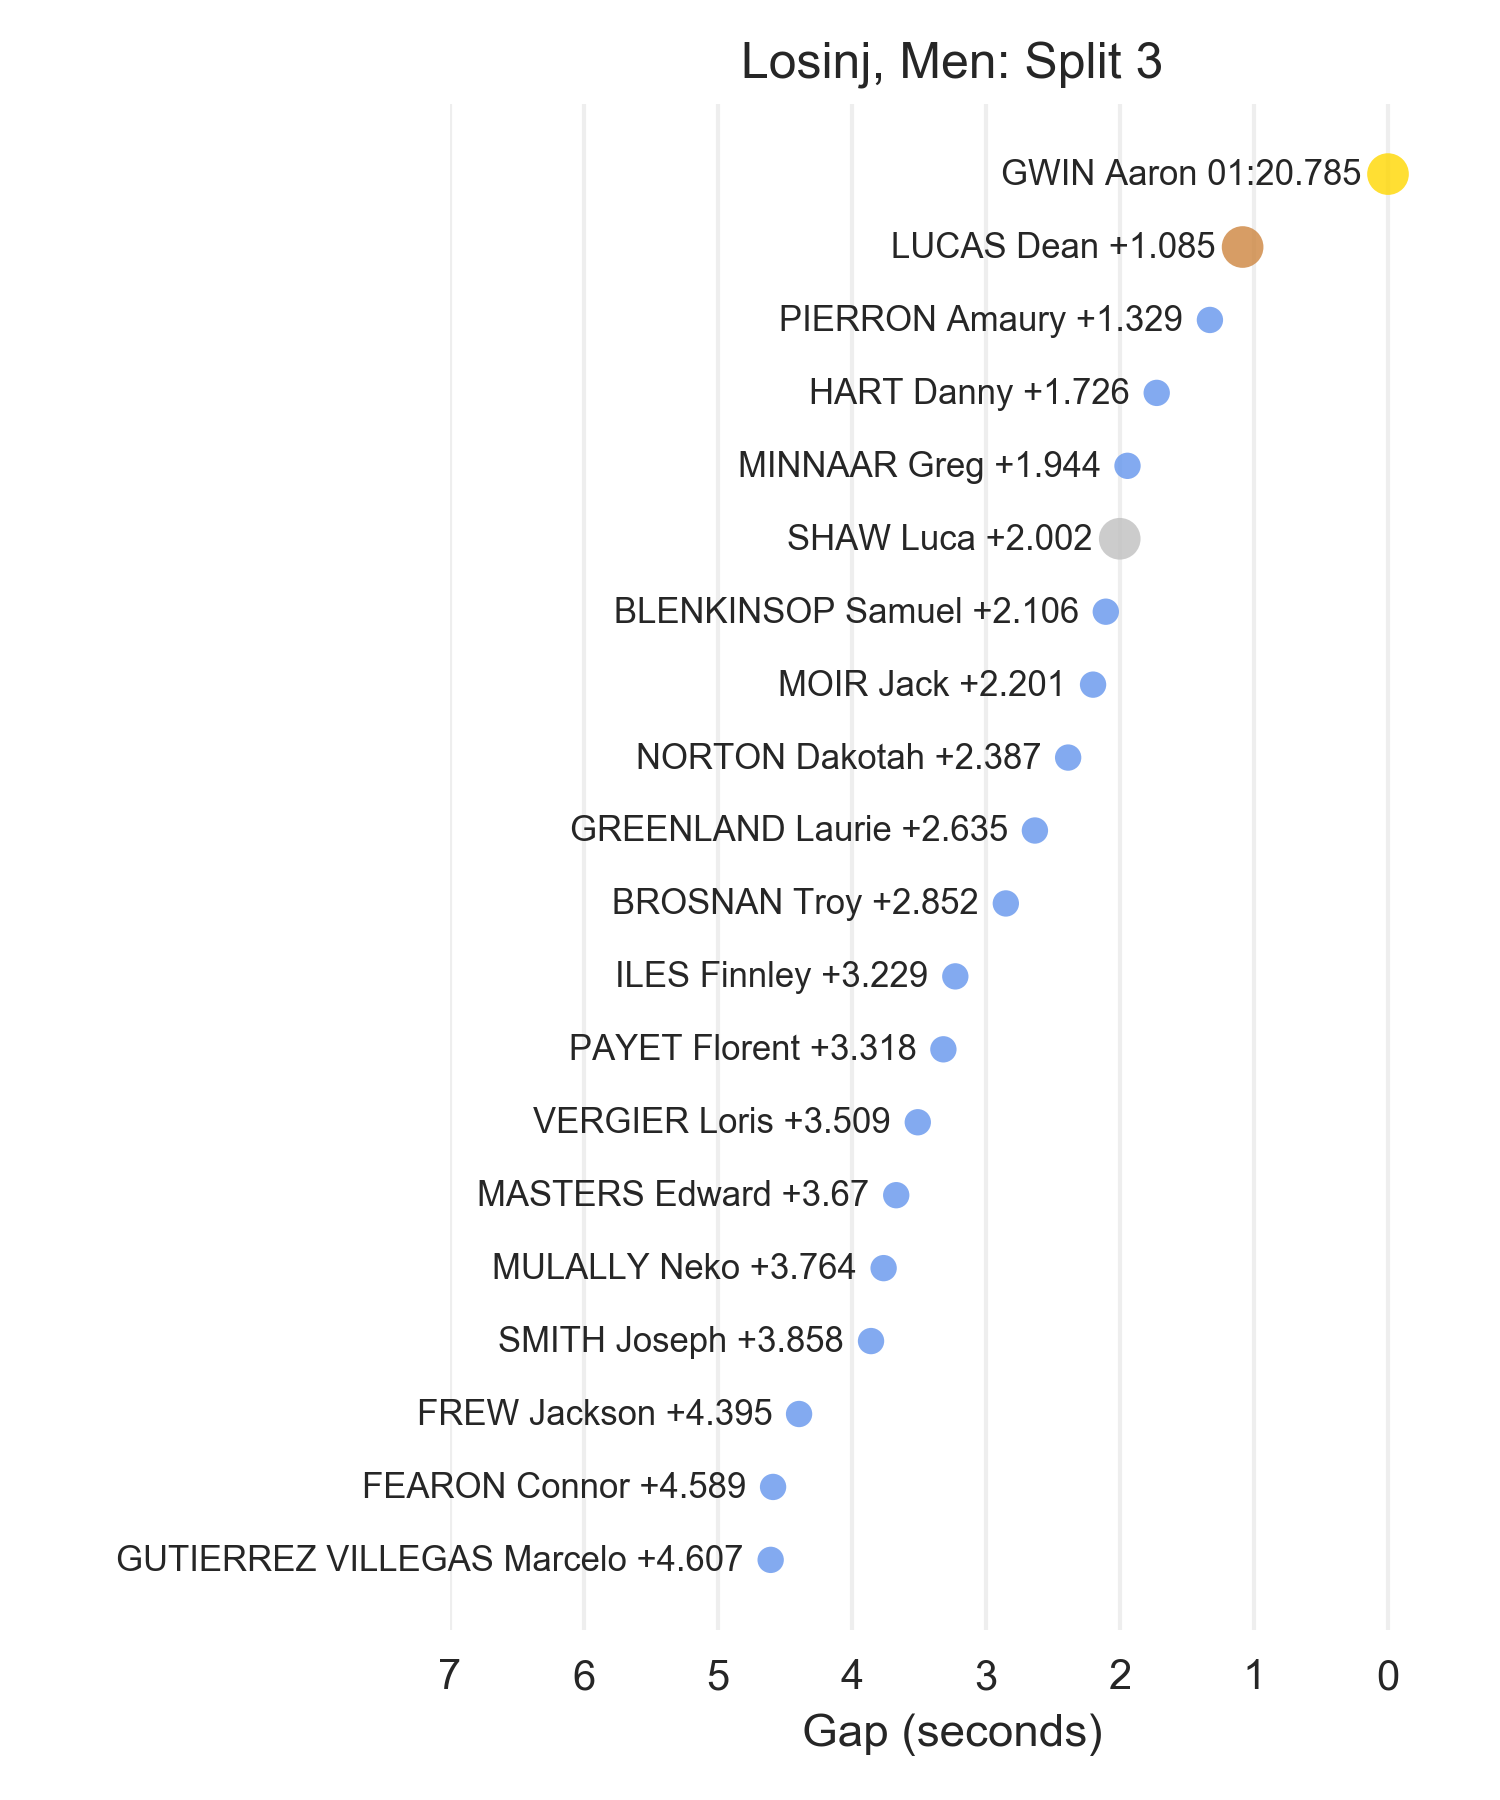 Losinj, Men: Split 3
GWIN Aaron 01:20.785
LUCAS Dean +1.085
PIERRON Amaury +1.329
HART Danny +1.726
MINNAAR Greg +1.944
SHAW Luca +2.002
BLENKINSOP Samuel +2.106
MOIR Jack +2.201
NORTON Dakotah +2.387
GREENLAND Laurie +2.635
BROSNAN Troy +2.852
ILES Finnley +3.229
PAYET Florent +3.318
VERGIER Loris +3.509
MASTERS Edward +3.67
MULALLY Neko +3.764
SMITH Joseph +3.858
FREW Jackson +4.395
FEARON Connor +4.589
GUTIERREZ VILLEGAS Marcelo +4.607
7 6 5 4 3 2 1 0
Gap (seconds)